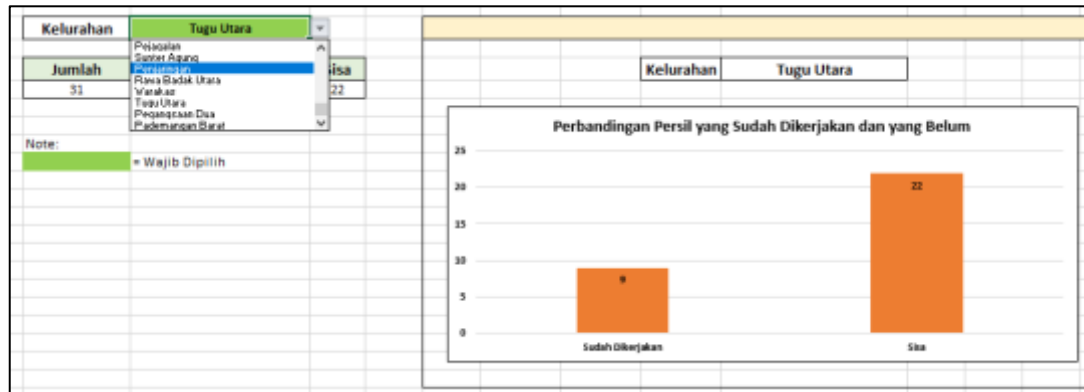 Kelurahan Tugu Utara
Pejagalan
Sunter Agung
Penjaringan
Rawa Badak Utara
Warakas
Tugu Utara
Pegangsaan Dua
Pademangan Barat
Jumlah
31 22
Note:
= Wajib Dipilih
Kelurahan Tugu Utara
Perbandingan Persil yang Sudah Dikerjakan dan yang Belum
25
20
15
10
5
0
9
22
Sudah Dikerjakan Sisa